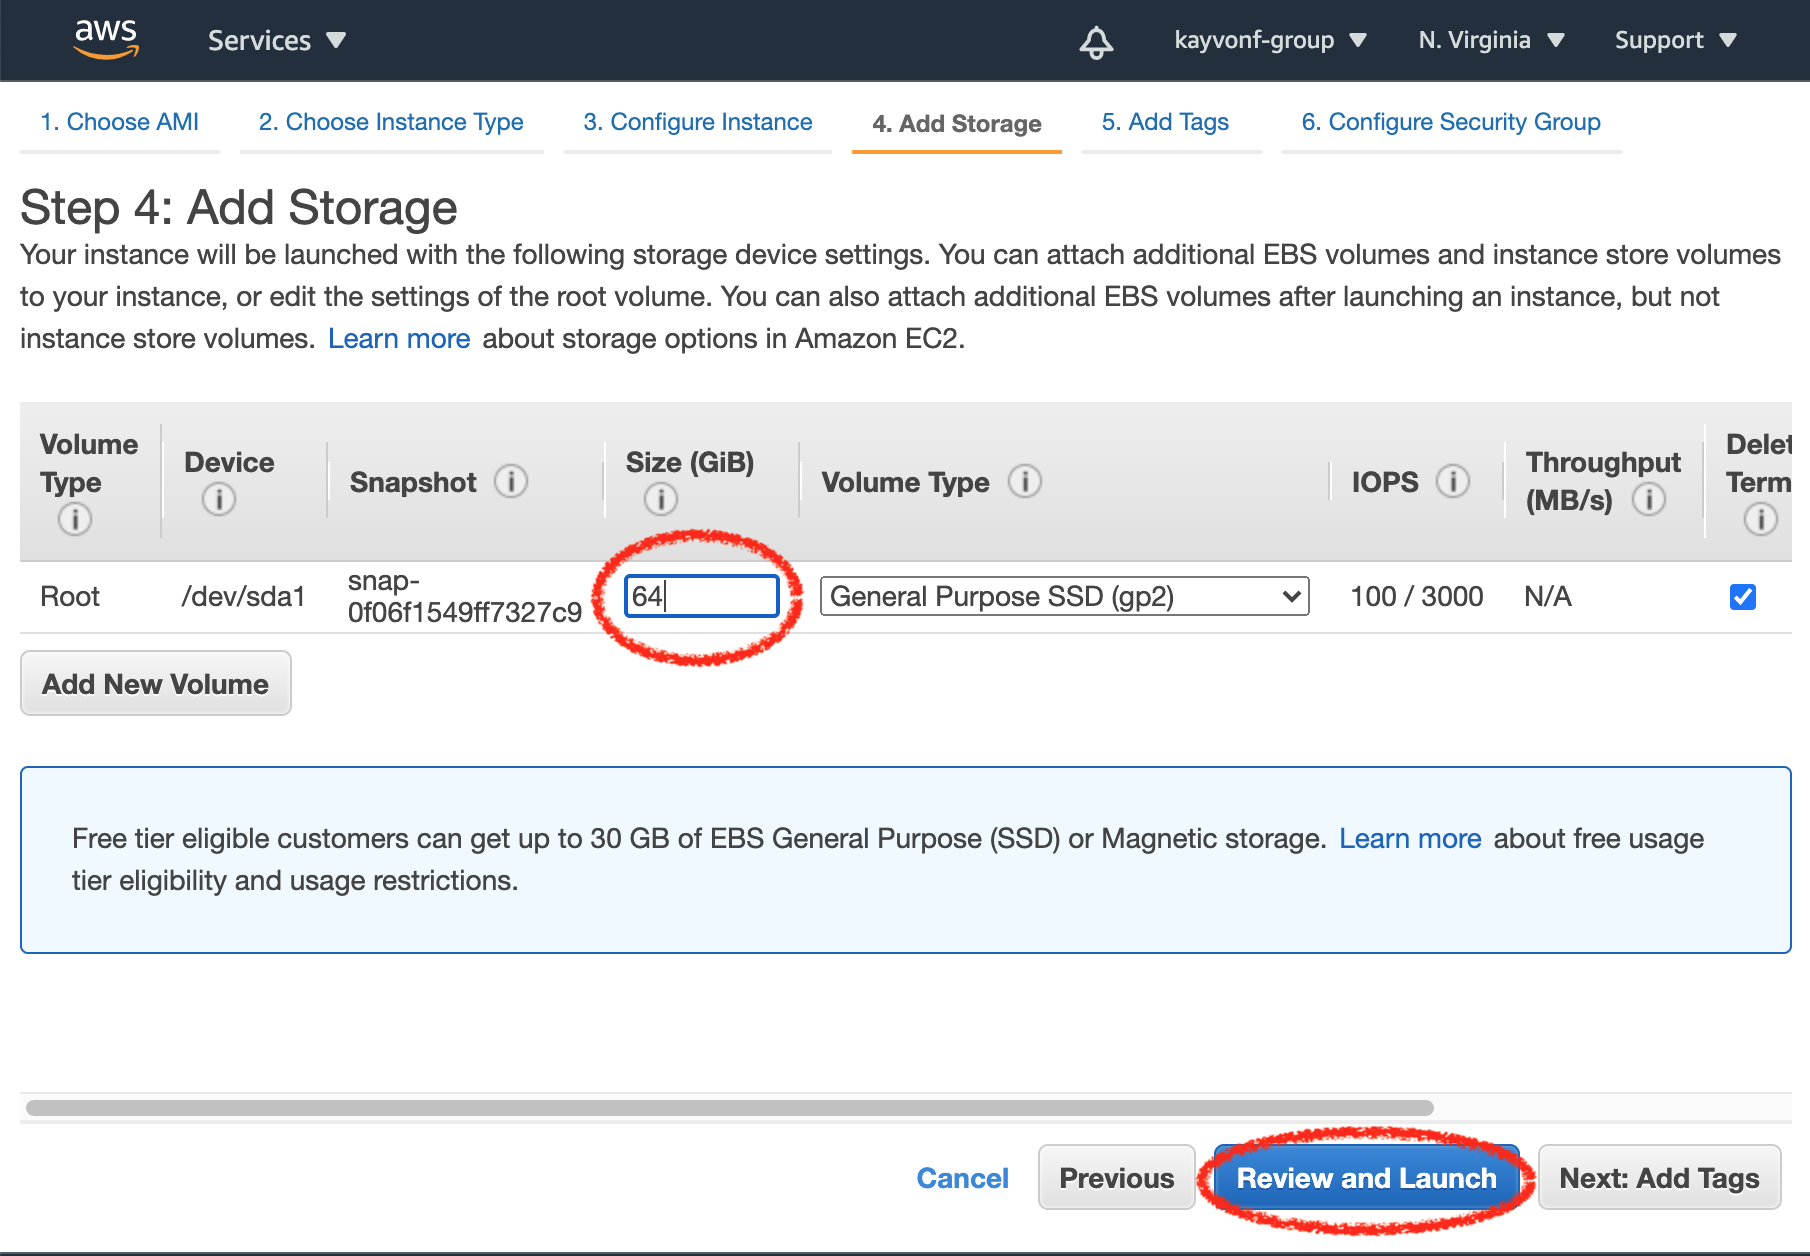 aws Services kayvonf-group N. Virginia Support
1. Choose AMI 2. Choose Instance Type 3. Configure Instance 4. Add Storage 5. Add Tags 6. Configure Security Group
Step 4: Add Storage
Your instance will be launched with the following storage device settings. You can attach additional EBS volumes and instance store volumes
to your instance, or edit the settings of the root volume. You can also attach additional EBS volumes after launching an instance, but not
instance store volumes. Learn more about storage options in Amazon EC2.
Volume
Type
Device
Snapshot
Size (GiB)
Volume Type
IOPS
Throughput
(MB/s)
Delet
Term
Root
/dev/sda1
snap-
0f06f1549ff7327c9
64
General Purpose SSD (gp2)
100 / 3000
N/A
Add New Volume
Free tier eligible customers can get up to 30 GB of EBS General Purpose (SSD) or Magnetic storage. Learn more about free usage
tier eligibility and usage restrictions.
Cancel Previous Review and Launch Next: Add Tags